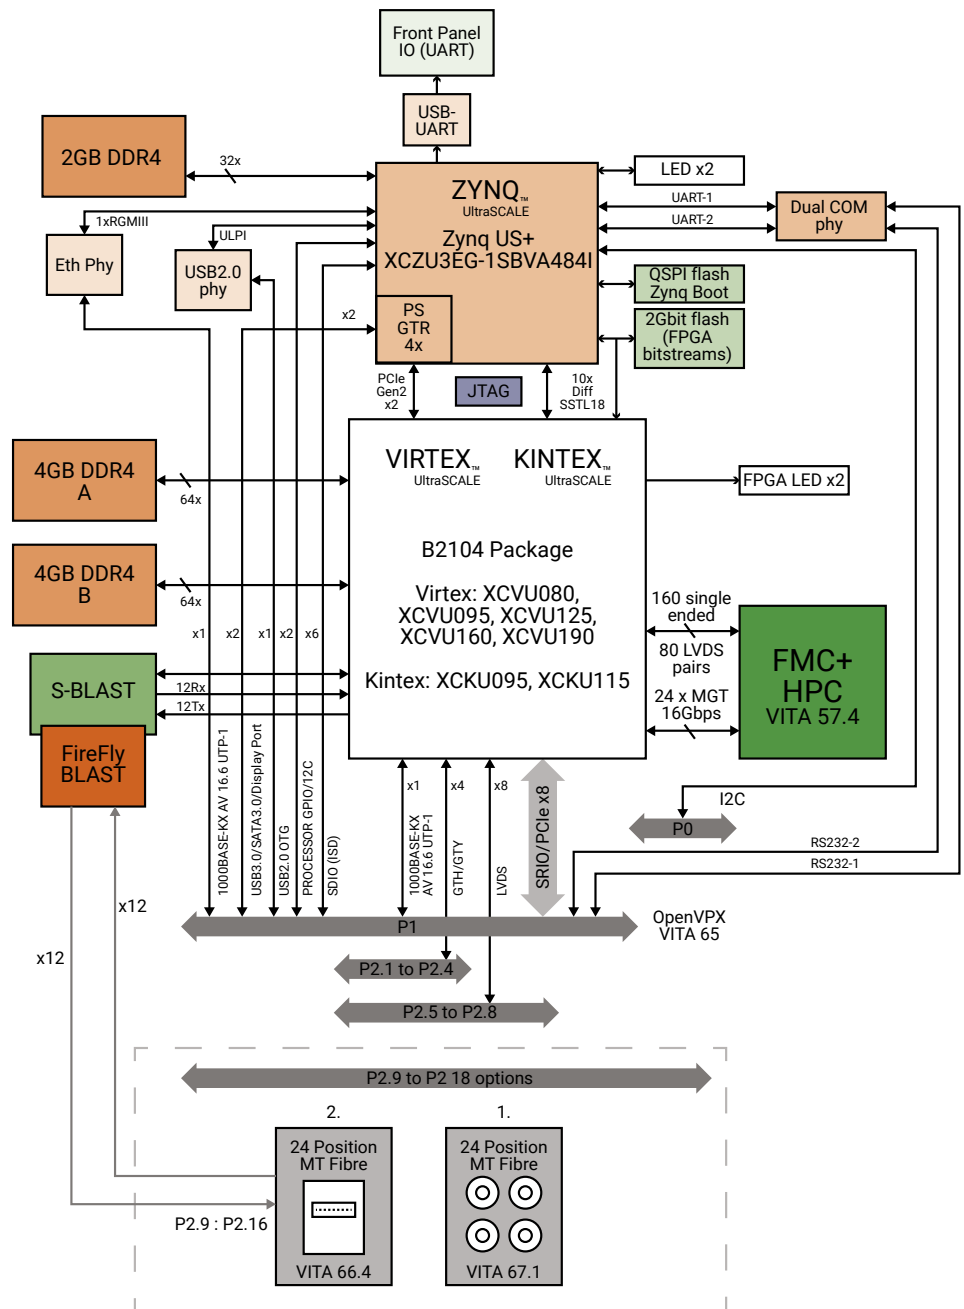 Front Panel
IO (UART)
USB-
UART
2GB DDR4
32x
ZYNQ™
UltraSCALE
Zynq US+
XCZU3EG-1SBVA484I
LED x2
UART-1
UART-2
Dual COM
phy
1xRGMIII
ULPI
Eth Phy
USB2.0
phy
QSPI flash
Zynq Boot
x2
PS
GTR
4x
2Gbit flash
(FPGA
bitstreams)
PCIe
Gen2
x2
JTAG
10x
Diff
SSTL18
VIRTEX™
UltraSCALE
KINTEX™
UltraSCALE
4GB DDR4
A
64x
FPGA LED x2
B2104 Package
4GB DDR4
B
64x
Virtex: XCVU080,
XCVU095, XCVU125,
XCVU160, XCVU190
Kintex: XCKU095, XCKU115
160 single
ended
80 LVDS
pairs
24 x MGT
16Gbps
FMC+
HPC
VITA 57.4
x1
x2
x1
x2
x6
S-BLAST
12Rx
12Tx
FireFly
BLAST
1000BASE-KX AV 16.6 UTP-1
USB3.0/SATA3.0/Display Port
USB2.0 OTG
PROCESSOR GPIO/12C
SDIO (ISD)
x1
x4
x8
1000BASE-KX
AV 16.6 UTP-1
GTH/GTY
LVDS
SRIO/PCIe x8
I2C
P0
RS232-2
RS232-1
x12
x12
P1
OpenVPX
VITA 65
P2.1 to P2.4
P2.5 to P2.8
P2.9 to P2 18 options
2.
1.
24 Position
MT Fibre
VITA 66.4
24 Position
MT Fibre
VITA 67.1
P2.9 : P2.16